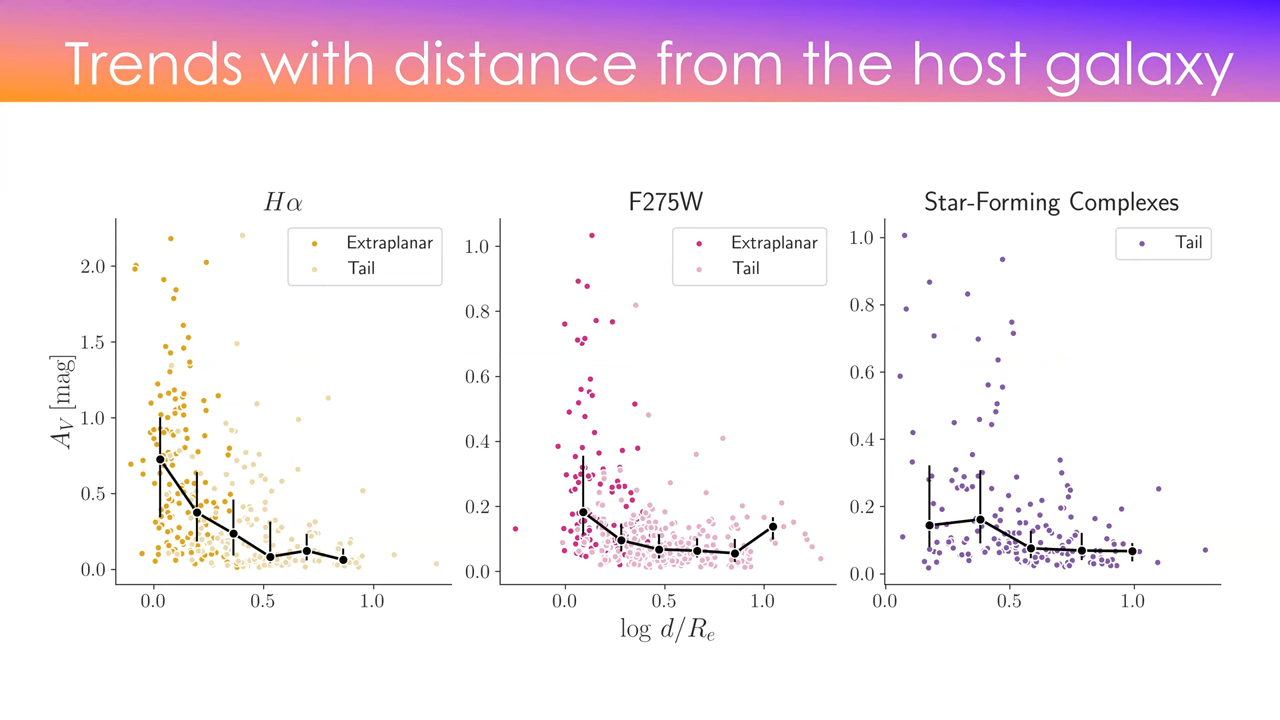 Trends with distance from the host galaxy
Hα
F275W
Star-Forming Complexes
Extraplanar
Tail
Extraplanar
Tail
Tail
A_V [mag]
2.0
1.5
1.0
0.5
0.0
1.0
0.8
0.6
0.4
0.2
0.0
1.0
0.8
0.6
0.4
0.2
0.0
0.0 0.5 1.0
0.0 0.5 1.0
0.0 0.5 1.0
log d/R_e